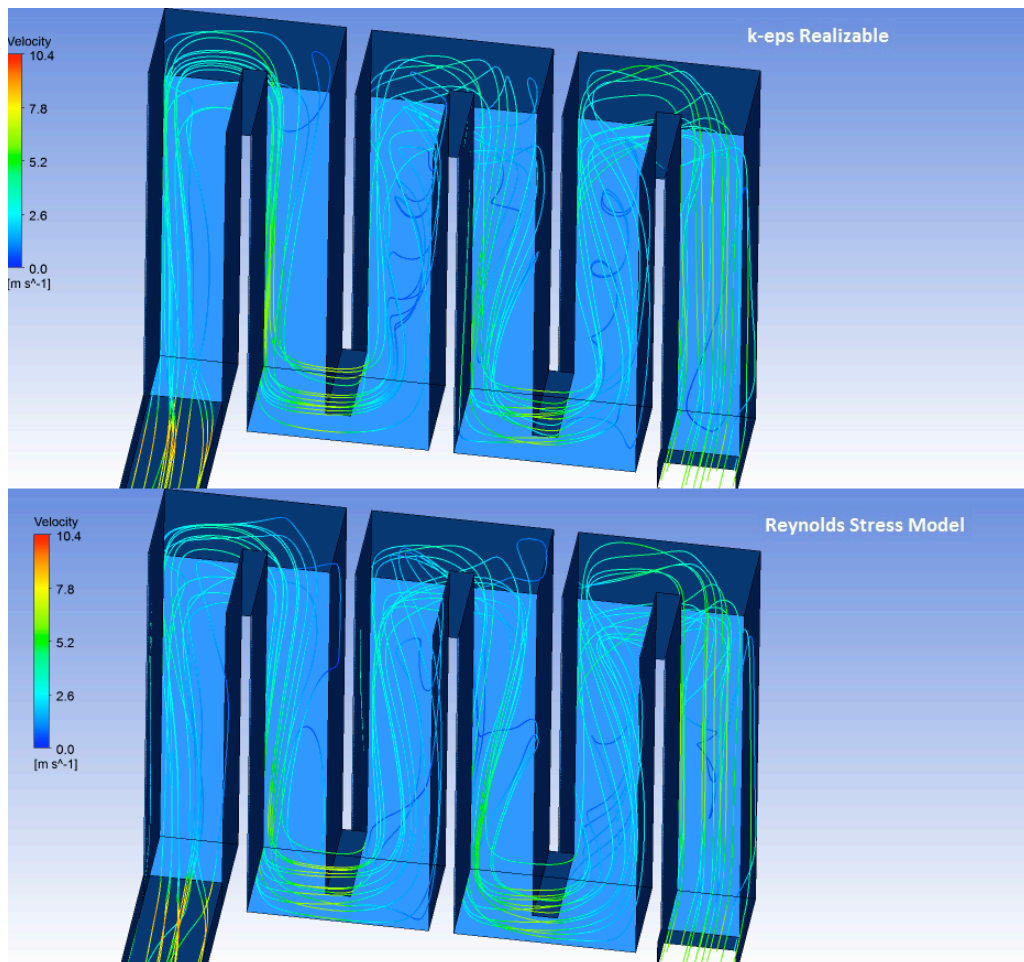 k-eps Realizable
Velocity
10.4
7.8
5.2
2.6
0.0
[m s^-1]
Reynolds Stress Model
Velocity
10.4
7.8
5.2
2.6
0.0
[m s^-1]